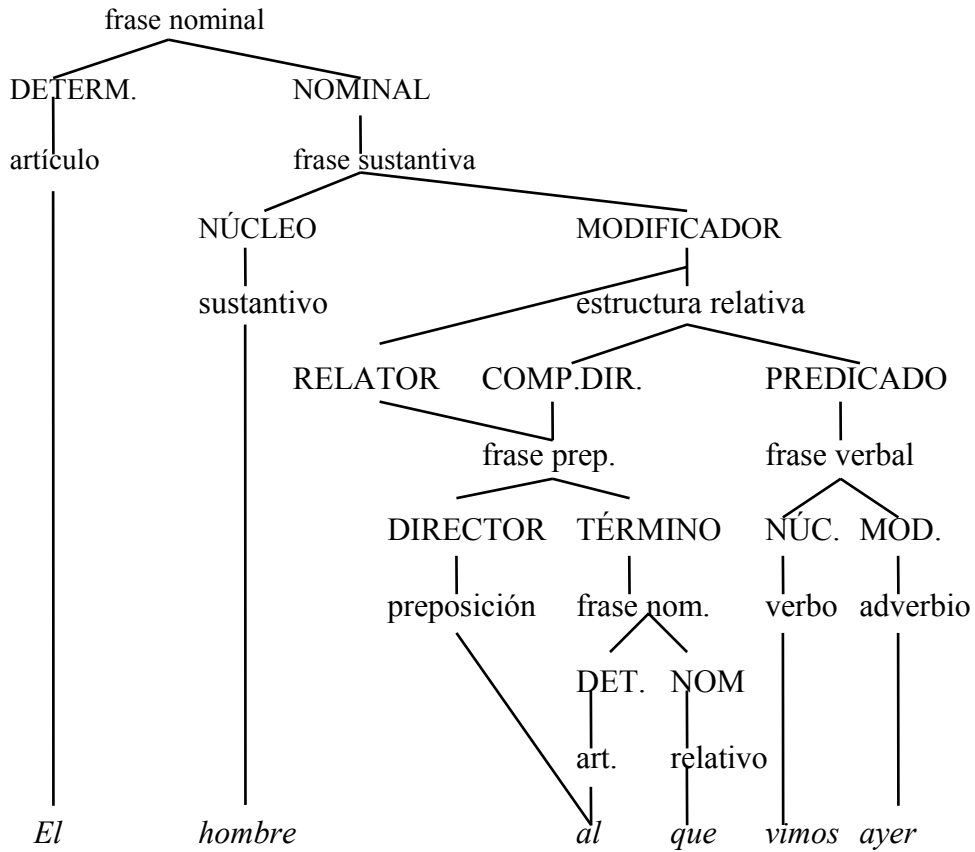 frase nominal
DETERM. NOMINAL
artículo frase sustantiva
NÚCLEO MODIFICADOR
sustantivo estructura relativa
RELATOR COMP.DIR. PREDICADO
frase prep. frase verbal
DIRECTOR TÉRMINO NÚC. MOD.
preposición frase nom. verbo adverbio
DET. NOM
art. relativo
El hombre al que vimos ayer